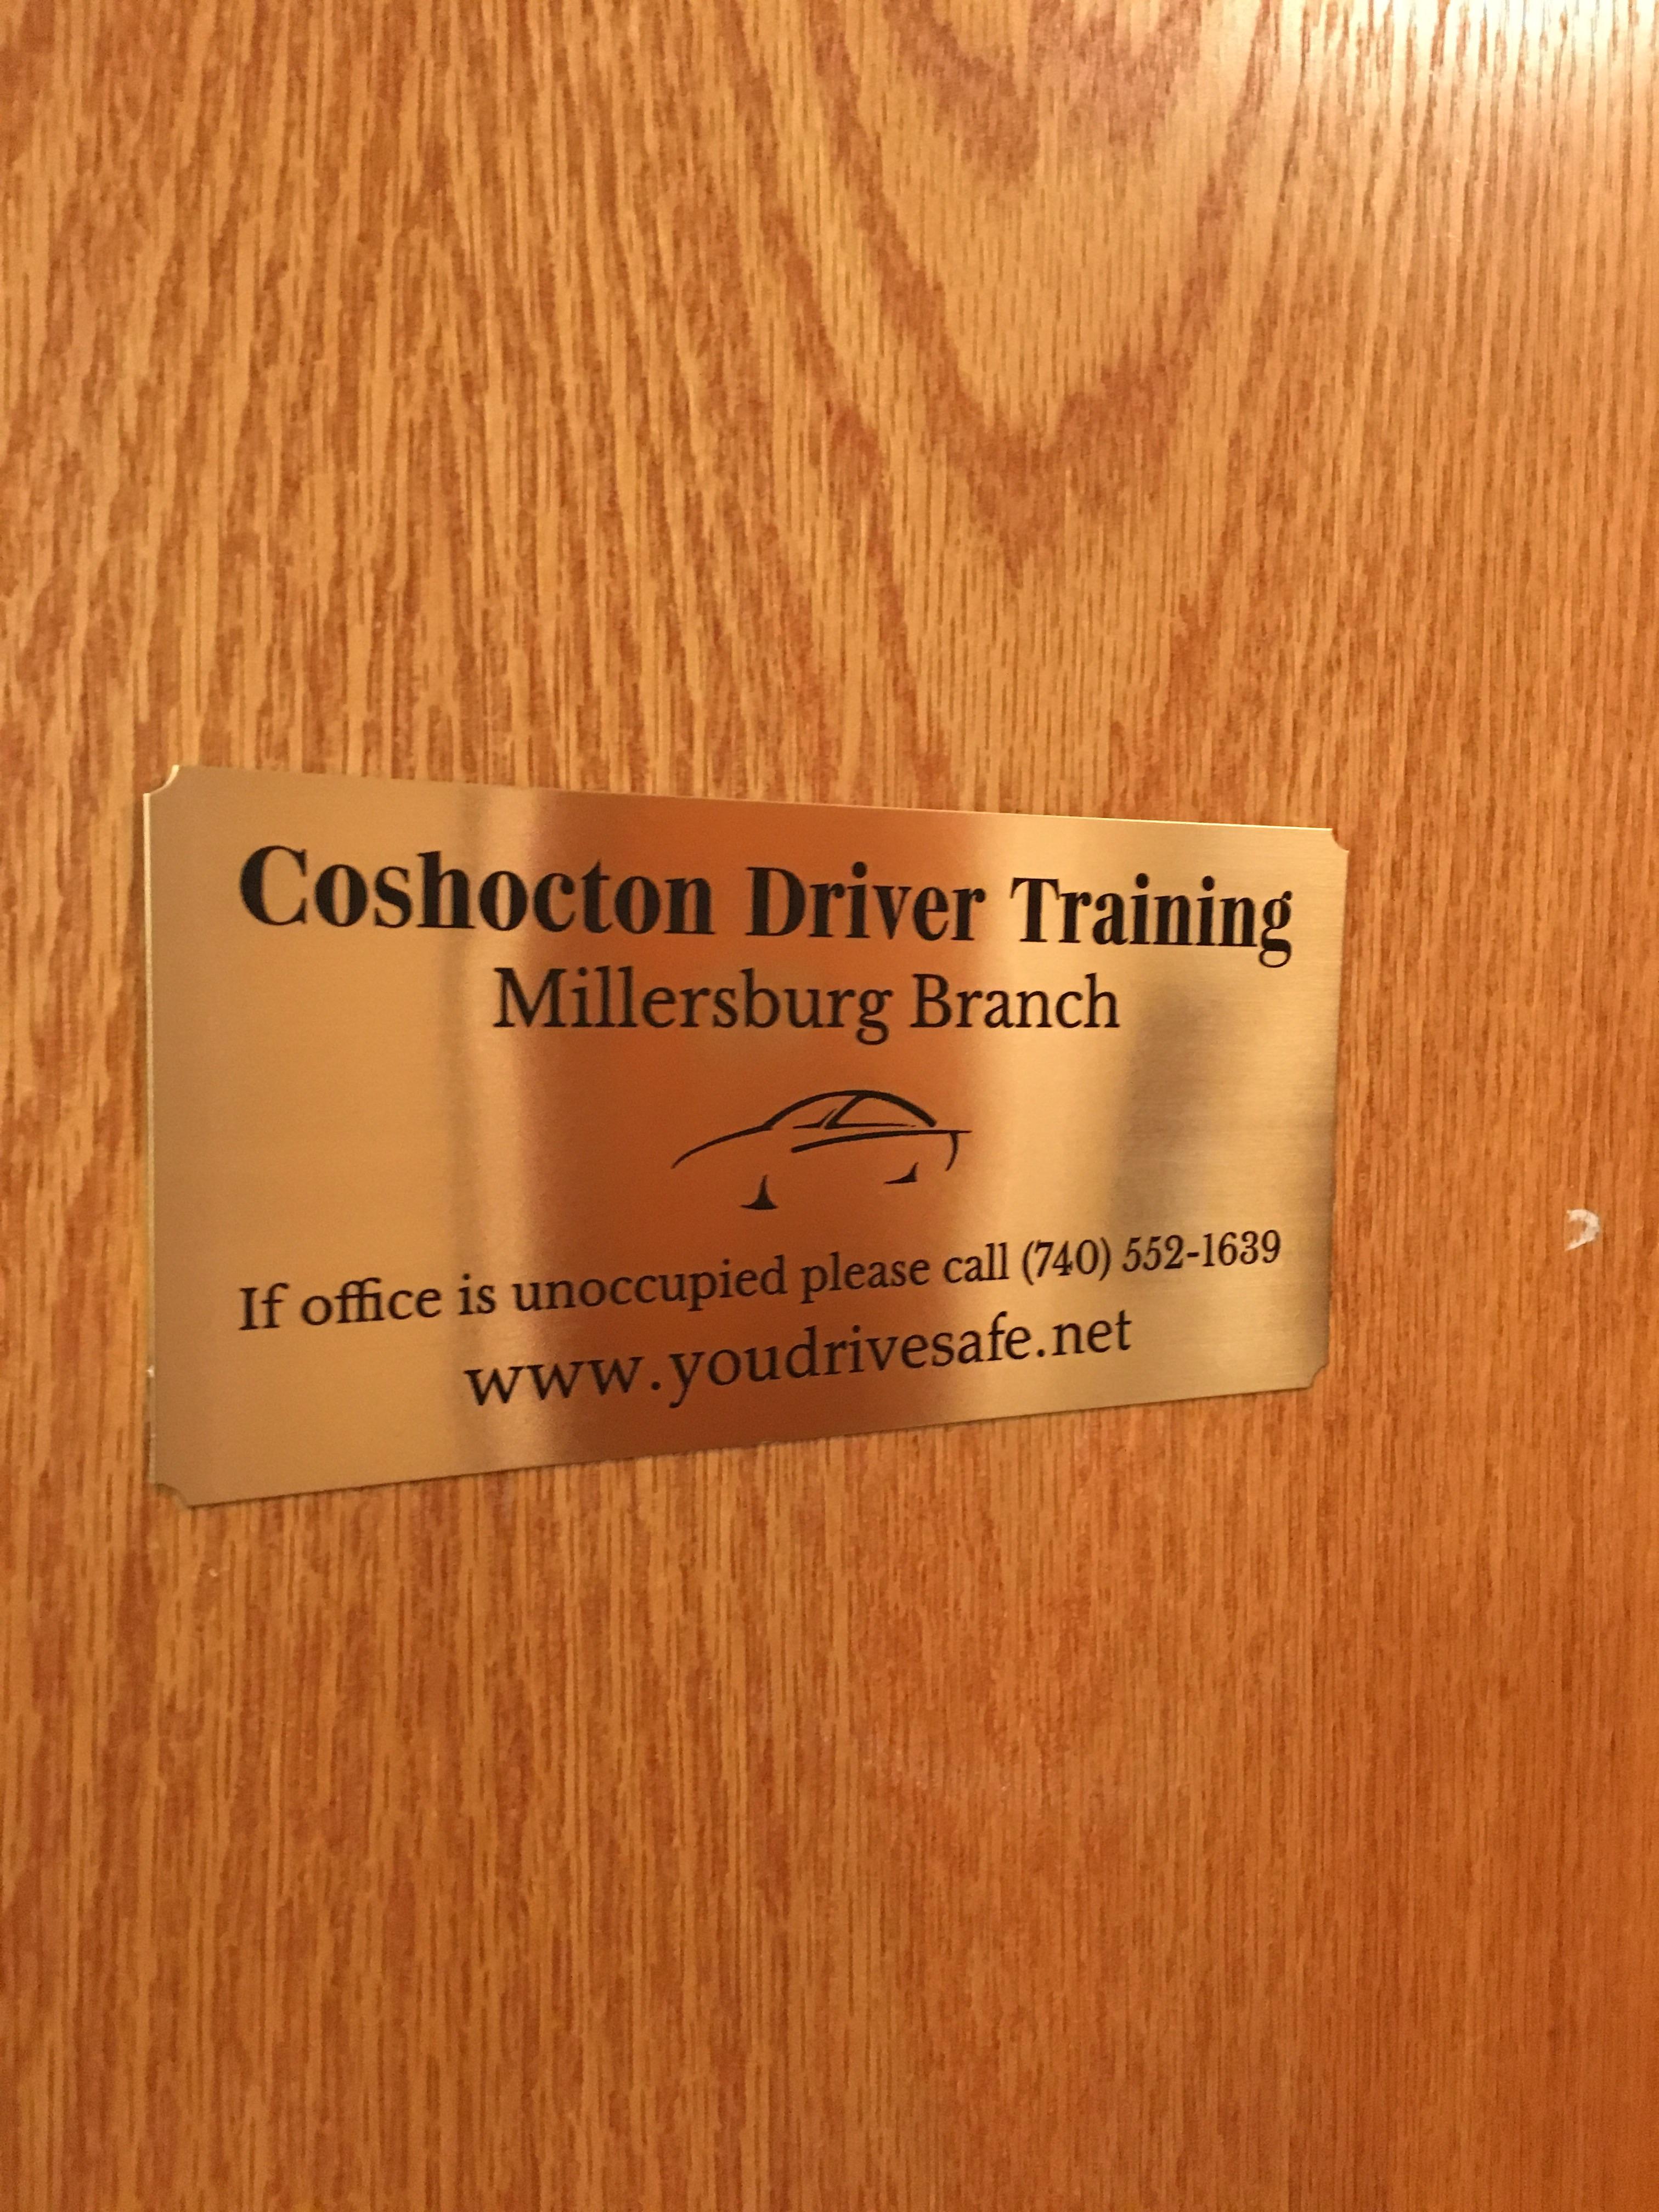 Coshocton Driver Training
Millersburg Branch
If office is unoccupied please call (740) 552-1639
www.youdrivesafe.net